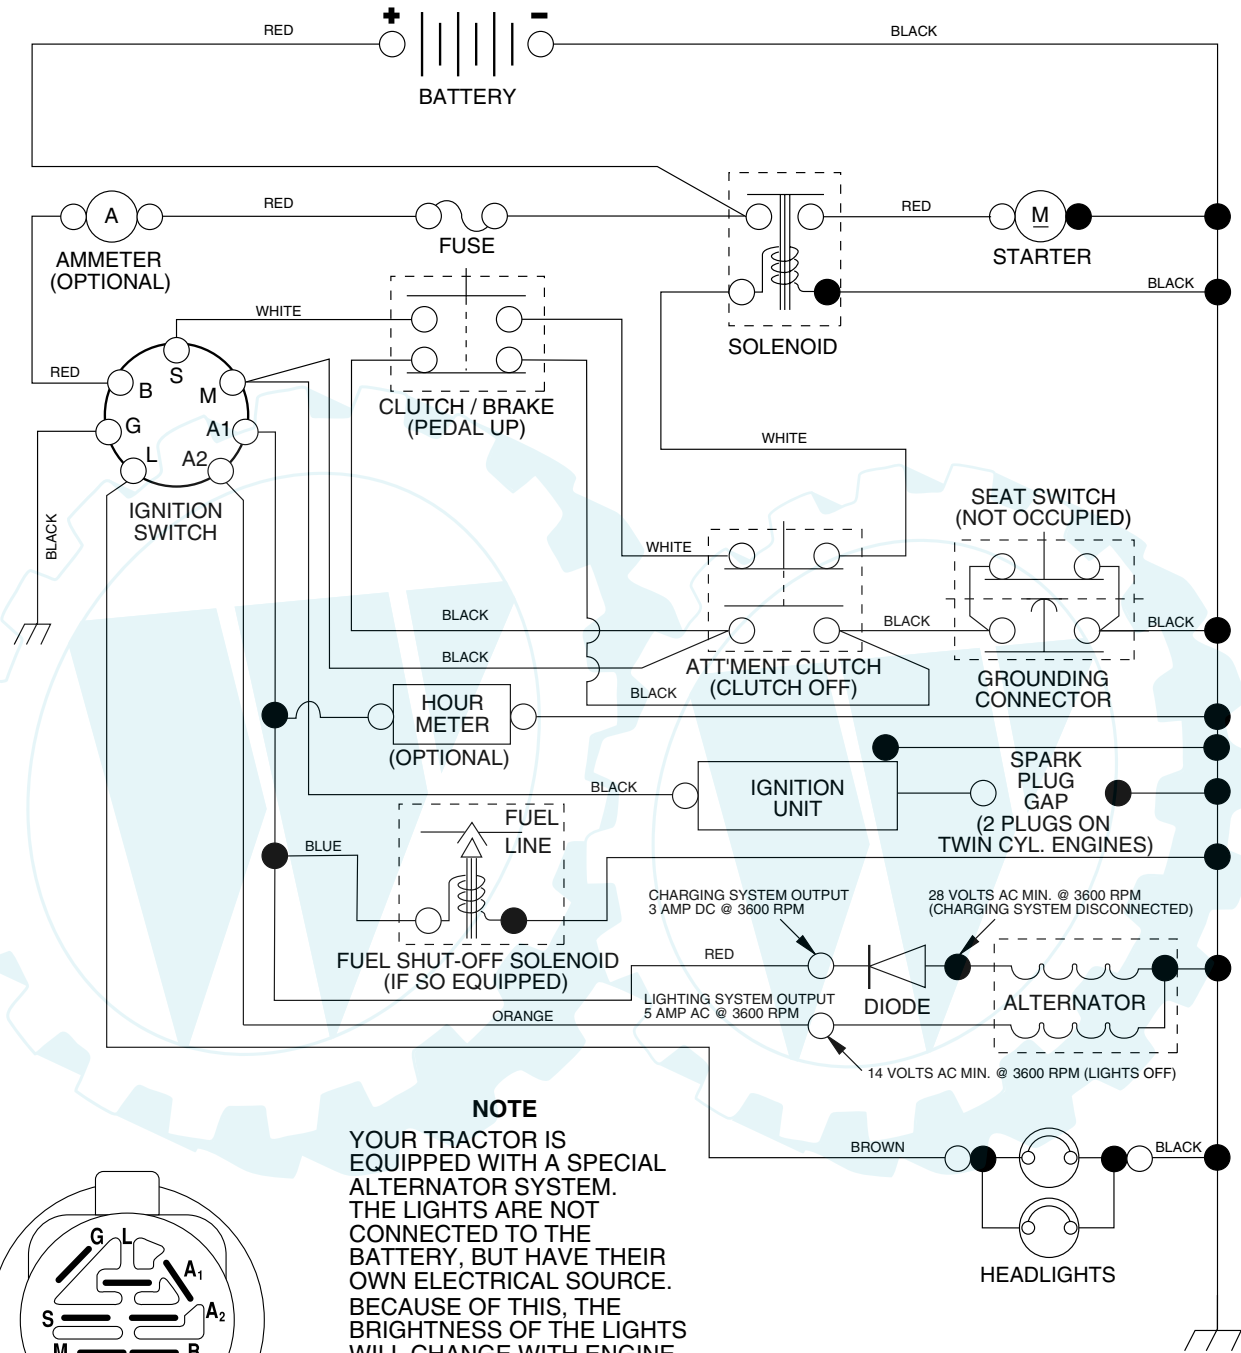 RED
+
-
BLACK
BATTERY
A
RED
AMMETER
(OPTIONAL)
FUSE
SOLENOID
RED
M
STARTER
BLACK
WHITE
RED
B
S
M
G
A1
L
A2
IGNITION
SWITCH
BLACK
CLUTCH / BRAKE
(PEDAL UP)
WHITE
WHITE
SEAT SWITCH
(NOT OCCUPIED)
BLACK
BLACK
BLACK
BLACK
BLACK
ATT'MENT CLUTCH
(CLUTCH OFF)
GROUNDING
CONNECTOR
HOUR
METER
(OPTIONAL)
BLACK
IGNITION
UNIT
SPARK
PLUG
GAP
(2 PLUGS ON
TWIN CYL. ENGINES)
BLUE
FUEL
LINE
FUEL SHUT-OFF SOLENOID
(IF SO EQUIPPED)
CHARGING SYSTEM OUTPUT
3 AMP DC @ 3600 RPM
28 VOLTS AC MIN. @ 3600 RPM
(CHARGING SYSTEM DISCONNECTED)
RED
DIODE
ALTERNATOR
LIGHTING SYSTEM OUTPUT
5 AMP AC @ 3600 RPM
ORANGE
14 VOLTS AC MIN. @ 3600 RPM (LIGHTS OFF)
BROWN
BLACK
HEADLIGHTS
NOTE
YOUR TRACTOR IS
EQUIPPED WITH A SPECIAL
ALTERNATOR SYSTEM.
THE LIGHTS ARE NOT
CONNECTED TO THE
BATTERY, BUT HAVE THEIR
OWN ELECTRICAL SOURCE.
BECAUSE OF THIS, THE
BRIGHTNESS OF THE LIGHTS
WILL CHANGE WITH ENGINE
G
L
A1
A2
S
M
B